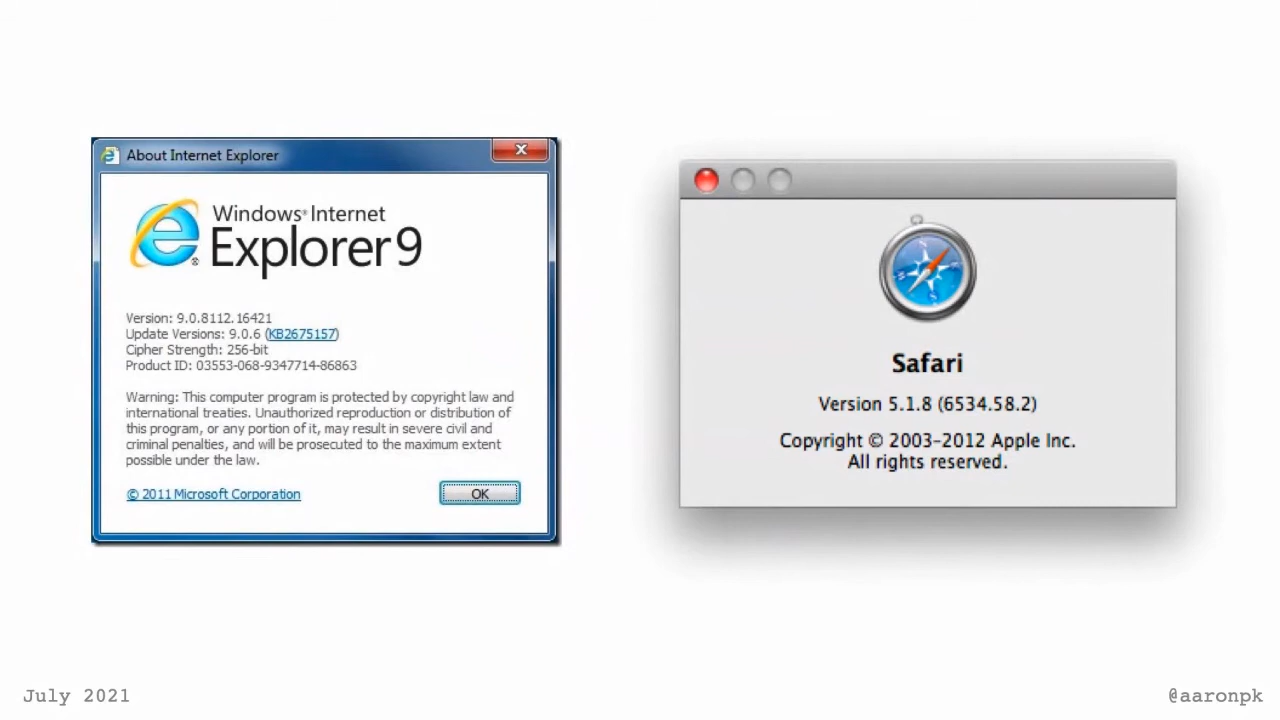 About Internet Explorer
Windows® Internet
Explorer 9
Version: 9.0.8112.16421
Update Versions: 9.0.6 (KB2675157)
Cipher Strength: 256-bit
Product ID: 03553-068-9347714-86863
Warning: This computer program is protected by copyright law and
international treaties. Unauthorized reproduction or distribution of
this program, or any portion of it, may result in severe civil and
criminal penalties, and will be prosecuted to the maximum extent
possible under the law.
© 2011 Microsoft Corporation
OK
Safari
Version 5.1.8 (6534.58.2)
Copyright © 2003–2012 Apple Inc.
All rights reserved.
July 2021
@aaronpk